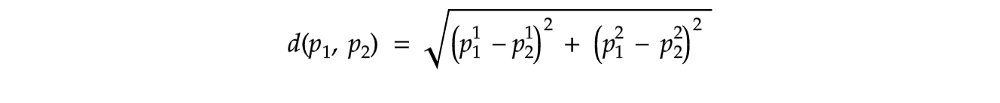 d(p₁, p₂) = √((p₁¹ − p₂¹)² + (p₁² − p₂²)²)